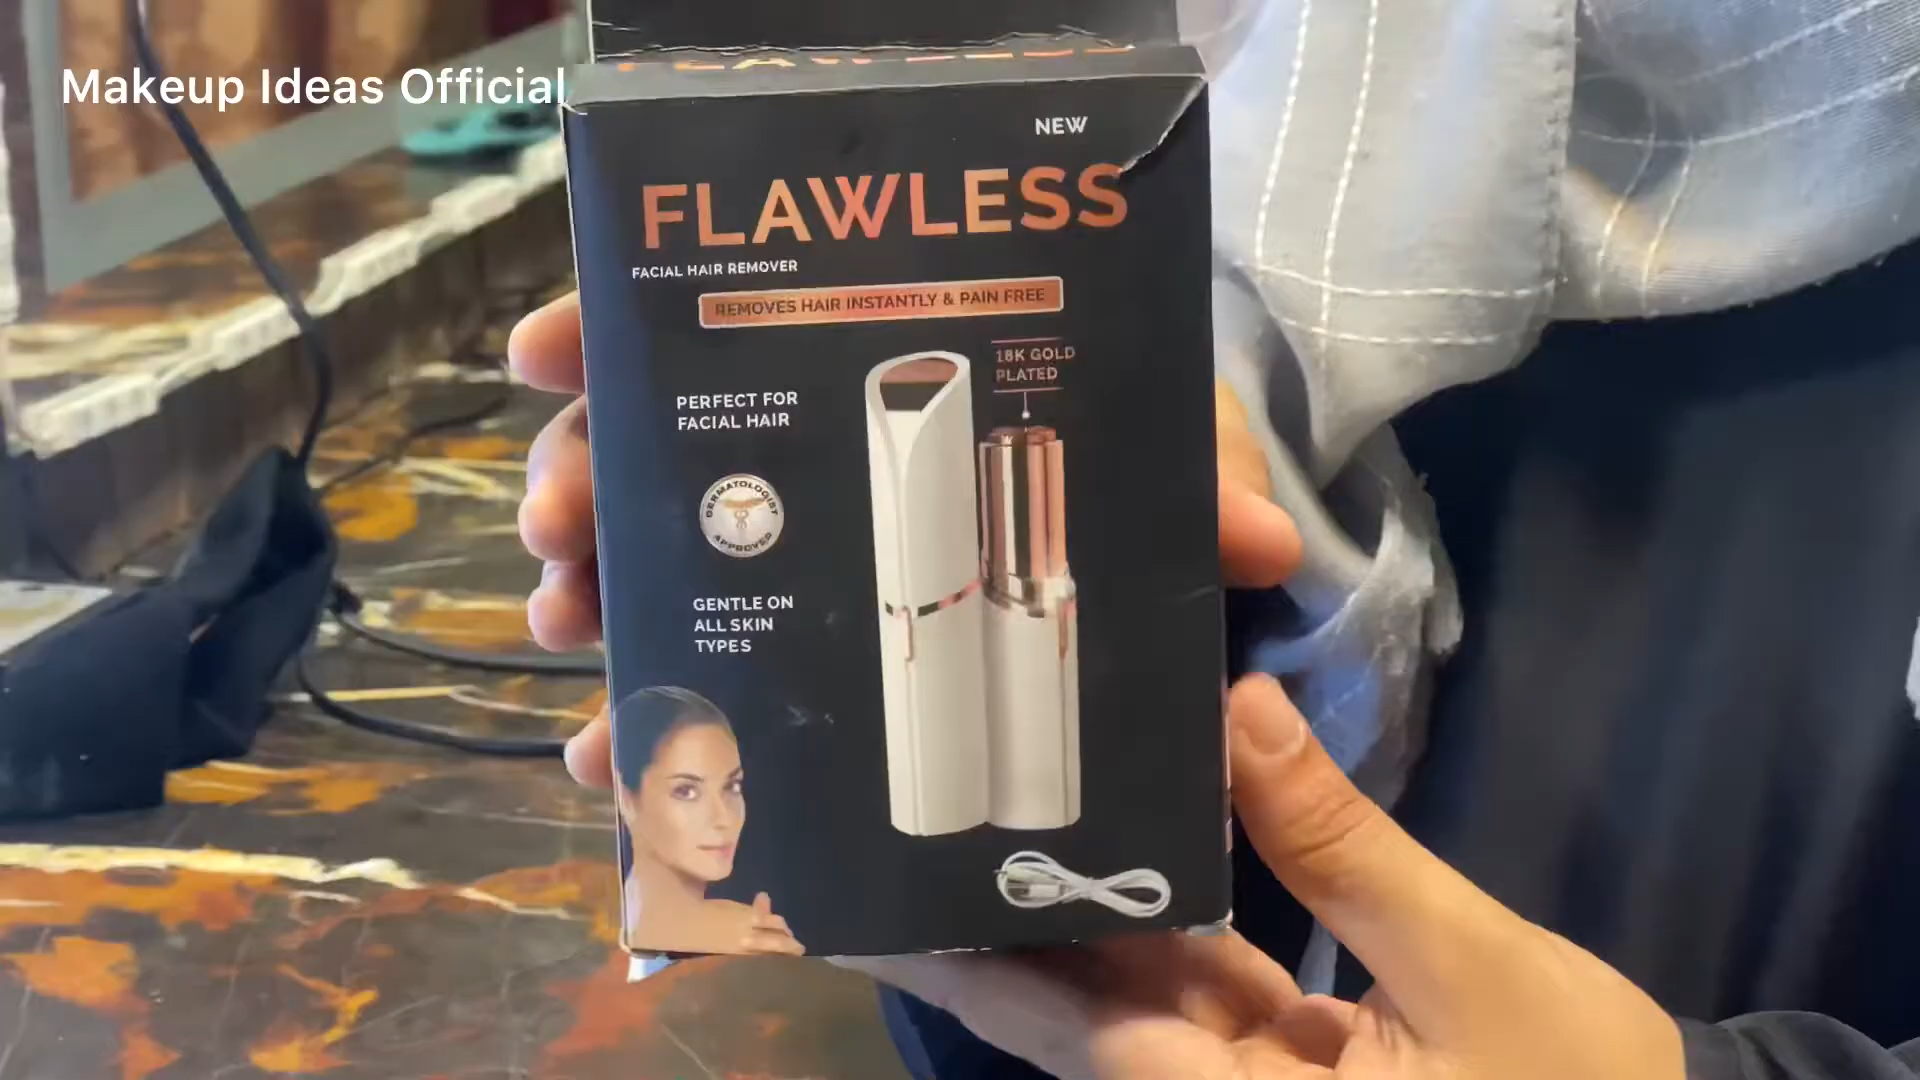 Makeup Ideas Official
FLAWLESS
NEW
FLAWLESS
FACIAL HAIR REMOVER
REMOVES HAIR INSTANTLY & PAIN FREE
18K GOLD
PLATED
PERFECT FOR
FACIAL HAIR
DERMATOLOGIST
APPROVED
GENTLE ON
ALL SKIN
TYPES